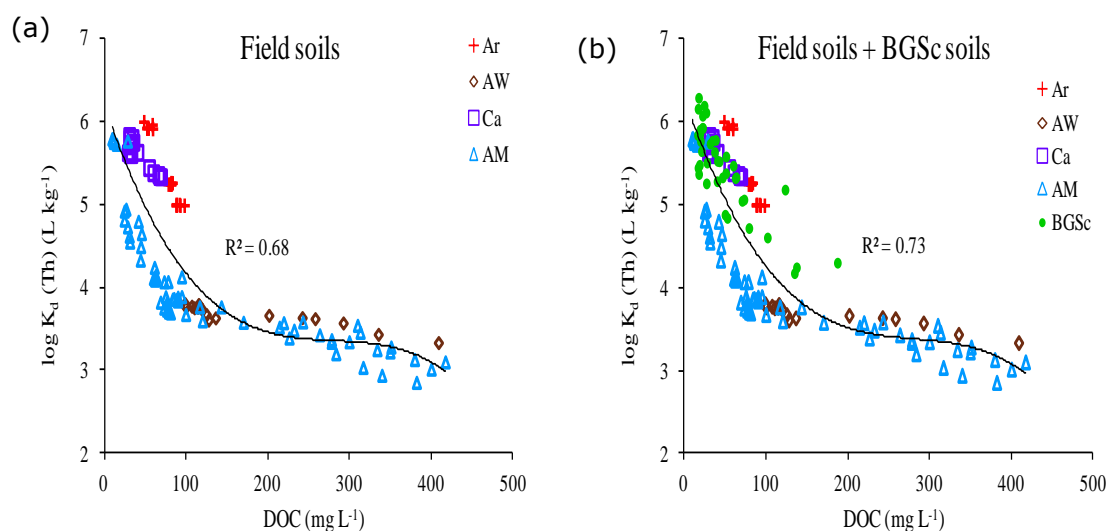 (a)
Field soils
Ar
AW
Ca
AM
R² = 0.68
log K_d (Th) (L kg⁻¹)
7
6
5
4
3
2
0 100 200 300 400 500
DOC (mg L⁻¹)
(b)
Field soils + BGSc soils
Ar
AW
Ca
AM
BGSc
R² = 0.73
log K_d (Th) (L kg⁻¹)
7
6
5
4
3
2
0 100 200 300 400 500
DOC (mg L⁻¹)